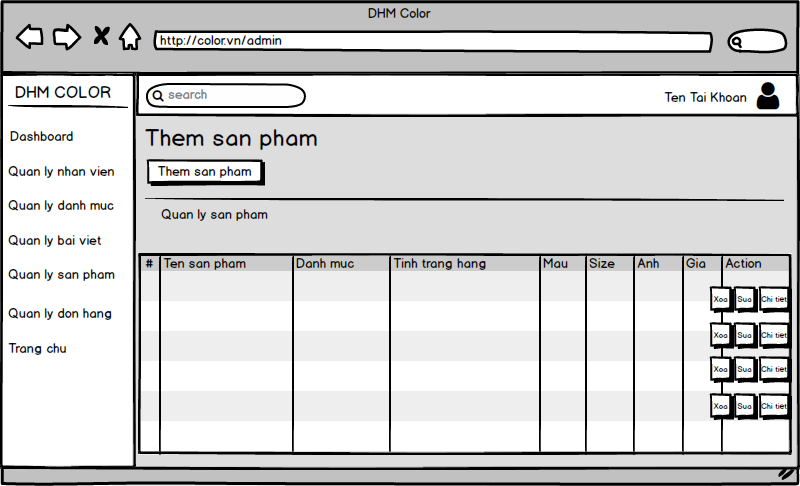 DHM Color
http://color.vn/admin
DHM COLOR
search
Ten Tai Khoan
Dashboard
Quan ly nhan vien
Quan ly danh muc
Quan ly bai viet
Quan ly san pham
Quan ly don hang
Trang chu
Them san pham
Them san pham
Quan ly san pham
# Ten san pham Danh muc Tinh trang hang Mau Size Anh Gia Action
Xoa Sua Chi tiet
Xoa Sua Chi tiet
Xoa Sua Chi tiet
Xoa Sua Chi tiet